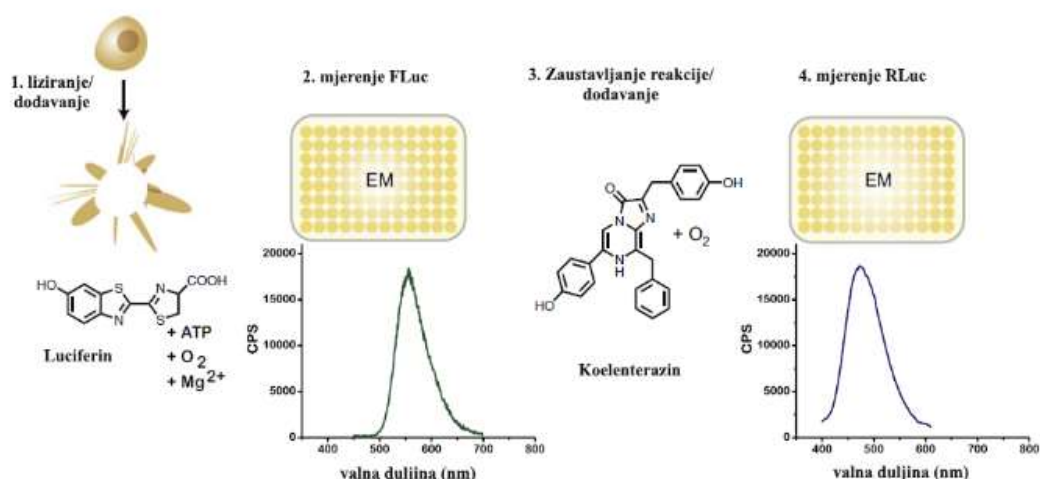 1. liziranje/
dodavanje
HO
S
N
N
S
COOH
Luciferin
+ ATP
+ O2
+ Mg2+
2. mjerenje FLuc
EM
20000
15000
10000
5000
0
CPS
400 500 600 700 800
valna duljina (nm)
3. Zaustavljanje reakcije/
dodavanje
OH
O
N
N
+ O2
N
H
HO
Koelenterazin
4. mjerenje RLuc
EM
20000
15000
10000
5000
0
CPS
400 500 600 700 800
valna duljina (nm)